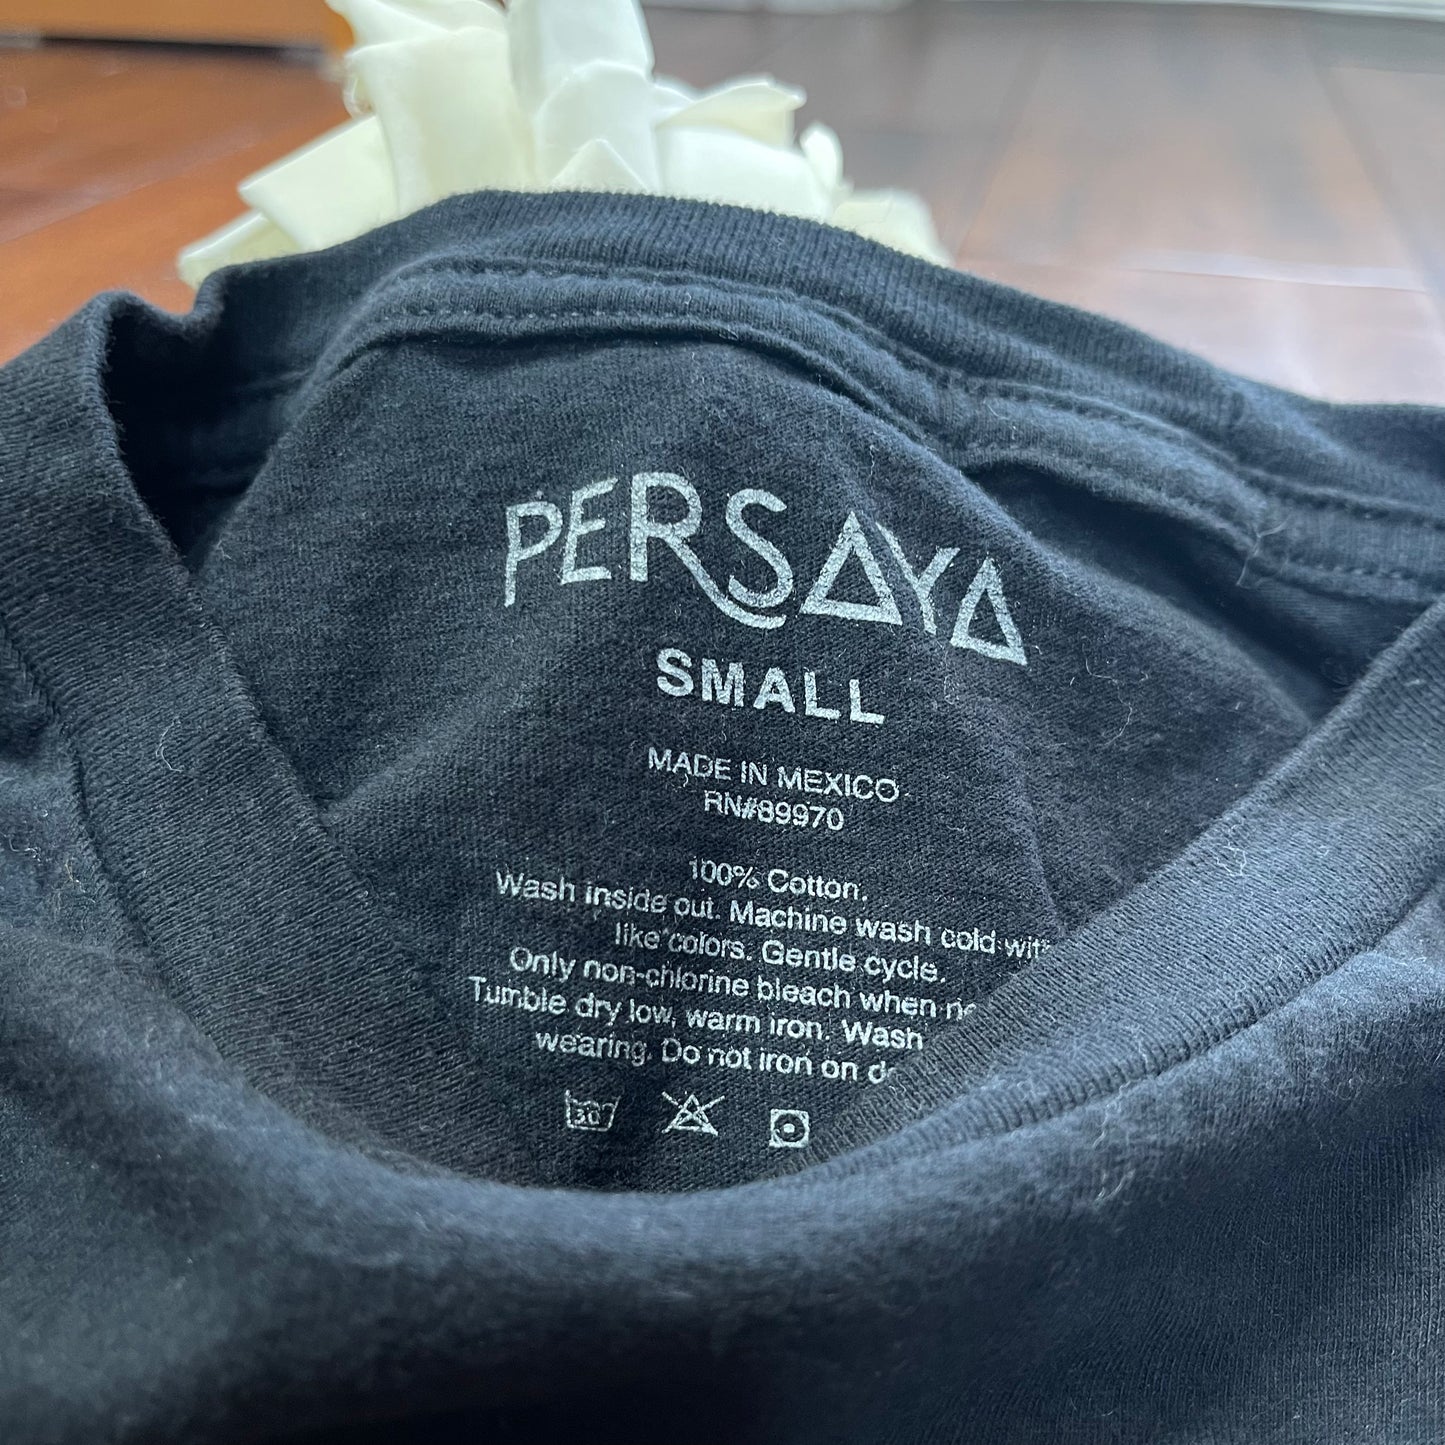 PERSAYA
SMALL
MADE IN MEXICO
RN#89970
100% Cotton.
Wash inside out. Machine wash cold
like colors. Gentle cycle.
Only non-chlorine bleach when
Tumble dry low, warm iron. Wash
wearing. Do not iron on
30